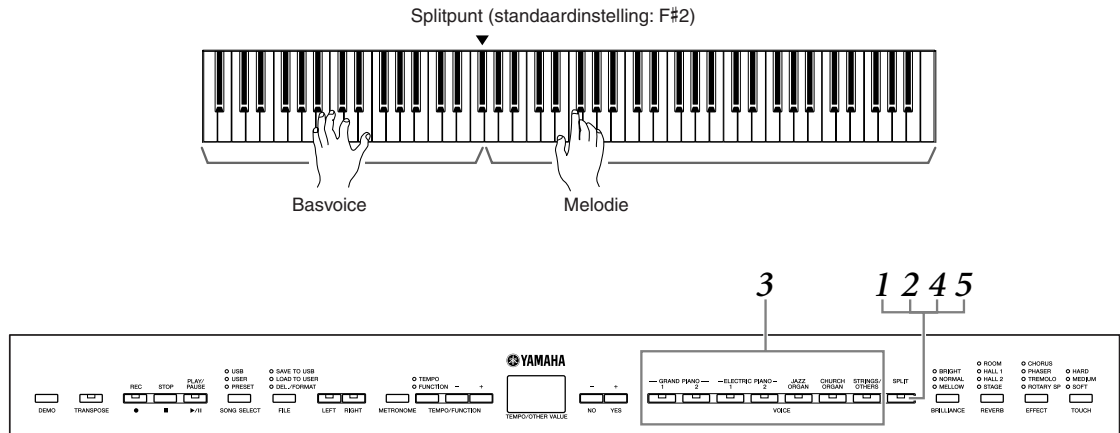 Splitpunt (standaardinstelling: F#2)
Basvoice
Melodie
3
1 2 4 5
YAMAHA
DEMO
TRANSPOSE
REC
STOP
PLAY/
PAUSE
USB
USER
PRESET
SONG SELECT
SAVE TO USB
LOAD TO USER
DEL./FORMAT
FILE
LEFT
RIGHT
METRONOME
TEMPO
FUNCTION
–
+
TEMPO/FUNCTION
TEMPO/OTHER VALUE
–
+
NO
YES
GRAND PIANO
1
2
ELECTRIC PIANO
1
2
JAZZ
ORGAN
CHURCH
ORGAN
STRINGS/
OTHERS
VOICE
SPLIT
BRIGHT
NORMAL
MELLOW
BRILLIANCE
ROOM
HALL 1
HALL 2
STAGE
REVERB
CHORUS
PHASER
TREMOLO
ROTARY SP
EFFECT
HARD
MEDIUM
SOFT
TOUCH